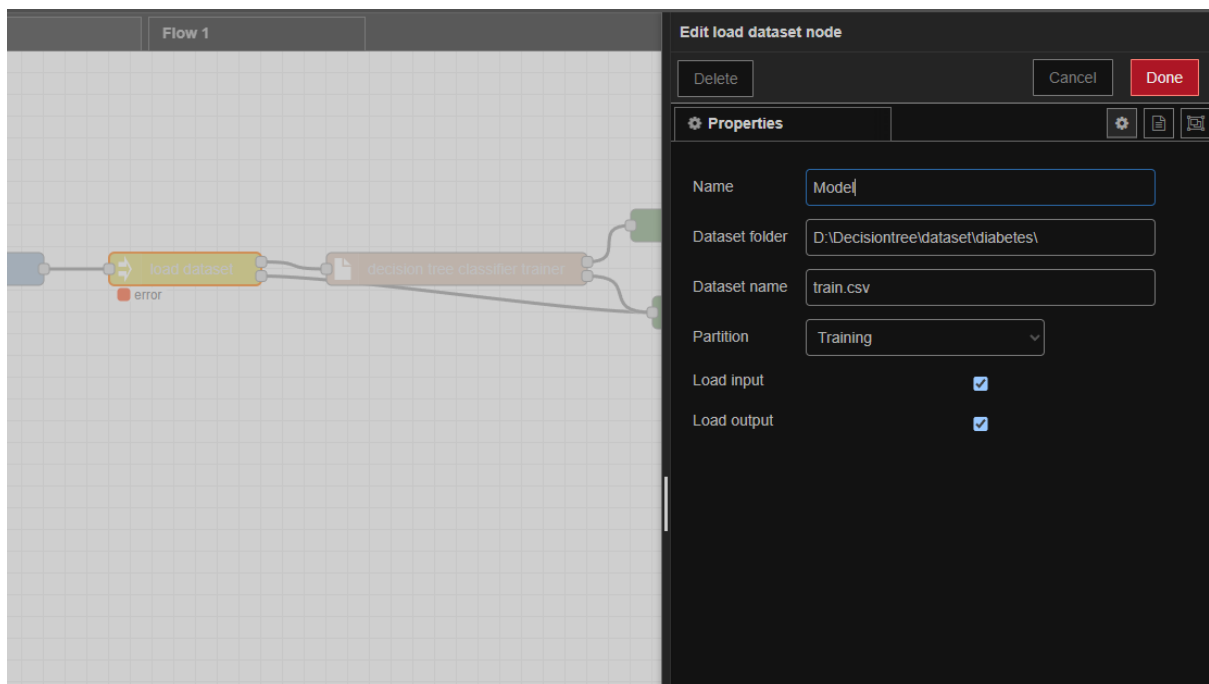 Flow 1
load dataset
error
decision tree classifier trainer
Edit load dataset node
Delete
Cancel
Done
Properties
Name
Model
Dataset folder
D:\Decisiontree\dataset\diabetes\
Dataset name
train.csv
Partition
Training
Load input
Load output